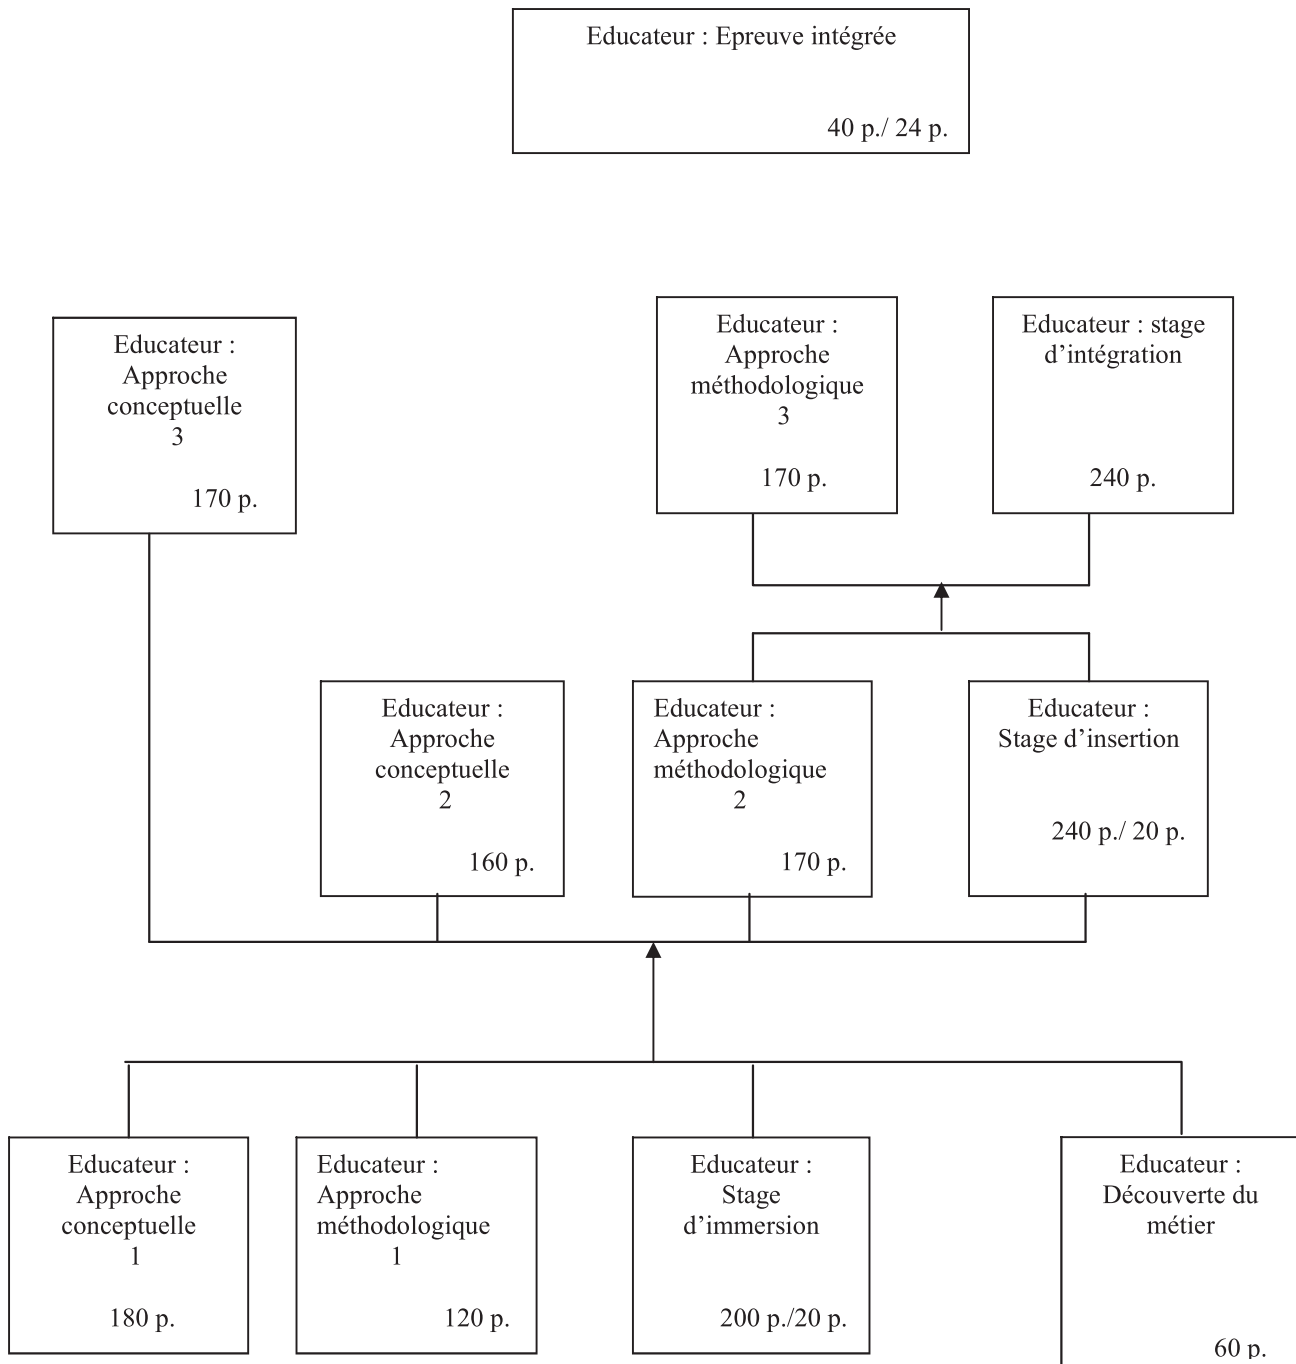 Educateur : Epreuve intégrée
40 p./ 24 p.
Educateur :
Approche
conceptuelle
3
170 p.
Educateur :
Approche
méthodologique
3
170 p.
Educateur : stage
d’intégration
240 p.
Educateur :
Approche
conceptuelle
2
160 p.
Educateur :
Approche
méthodologique
2
170 p.
Educateur :
Stage d’insertion
240 p./ 20 p.
Educateur :
Approche
conceptuelle
1
180 p.
Educateur :
Approche
méthodologique
1
120 p.
Educateur :
Stage
d’immersion
200 p./20 p.
Educateur :
Découverte du
métier
60 p.